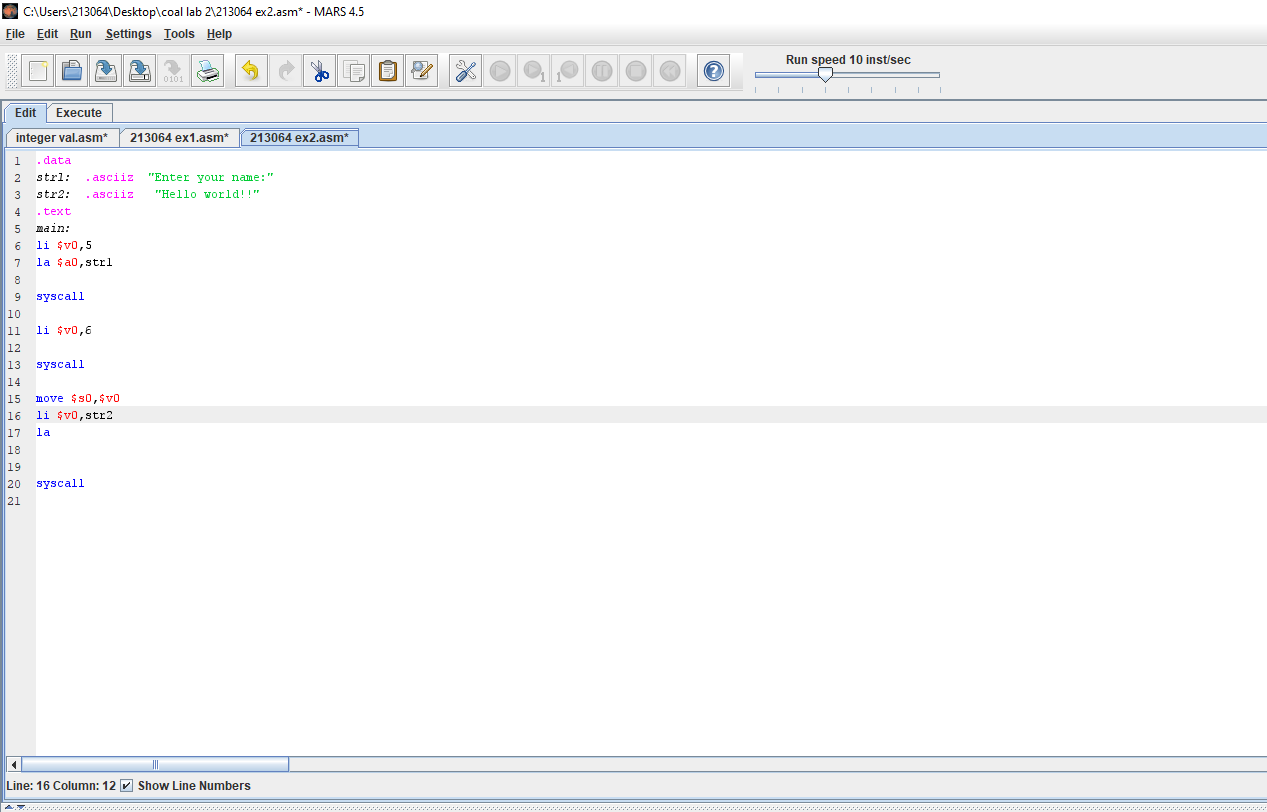 C:\Users\213064\Desktop\coal lab 2\213064 ex2.asm* - MARS 4.5
File Edit Run Settings Tools Help
Run speed 10 inst/sec
Edit Execute
integer val.asm* 213064 ex1.asm* 213064 ex2.asm*
1 .data
2 str1: .asciiz "Enter your name:"
3 str2: .asciiz "Hello world!!"
4 .text
5 main:
6 li $v0,5
7 la $a0,str1
8
9 syscall
10
11 li $v0,6
12
13 syscall
14
15 move $s0,$v0
16 li $v0,str2
17 la
18
19
20 syscall
21
Line: 16 Column: 12 Show Line Numbers